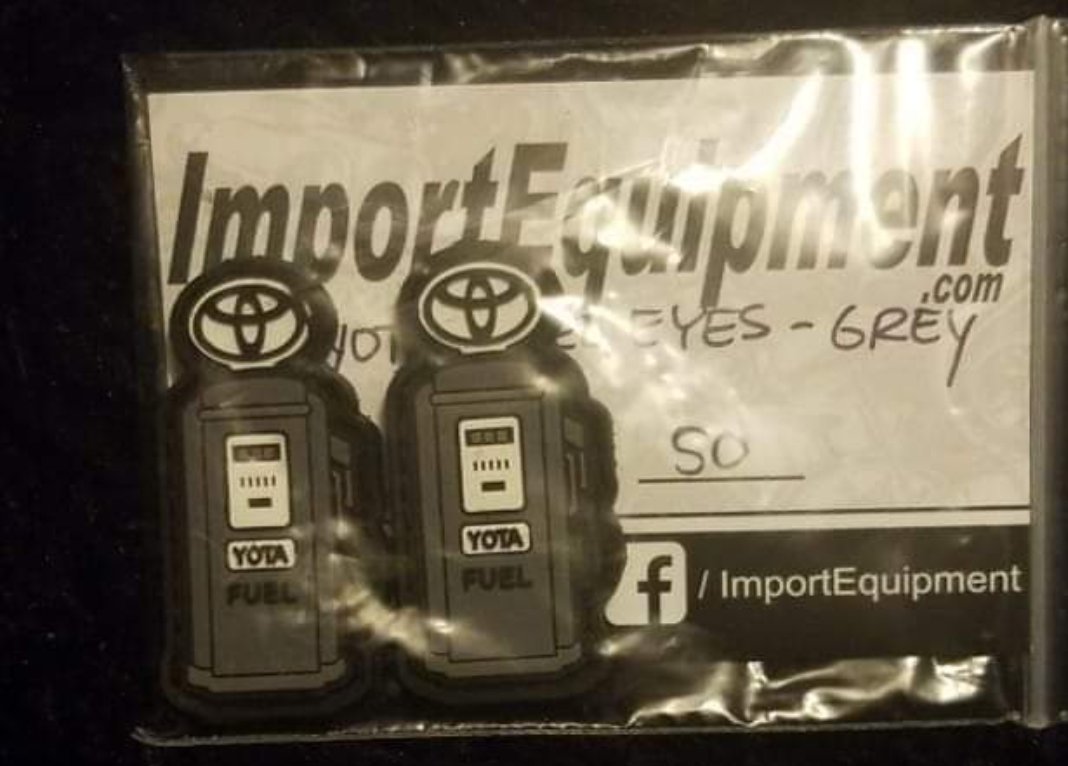 ImportEquipment
.com
EYES - GREY
SO
YOTA
FUEL
YOTA
FUEL
f / ImportEquipment